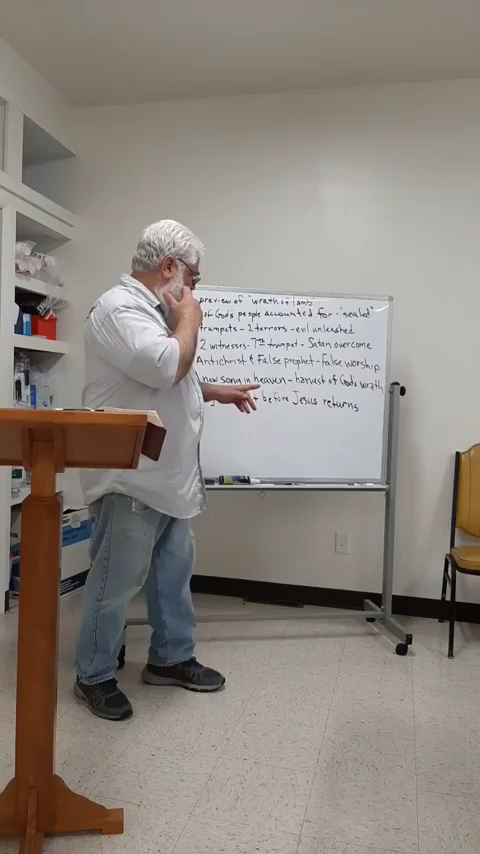 preview of "wrath of lamb
of God's people accounted for - "sealed"
trumpets - 2 terrors - evil unleashed
2 witnesses - 7th trumpet - Satan overcome
Antichrist & False prophet - False worship
new song in heaven - harvest of God's wrath
before Jesus returns